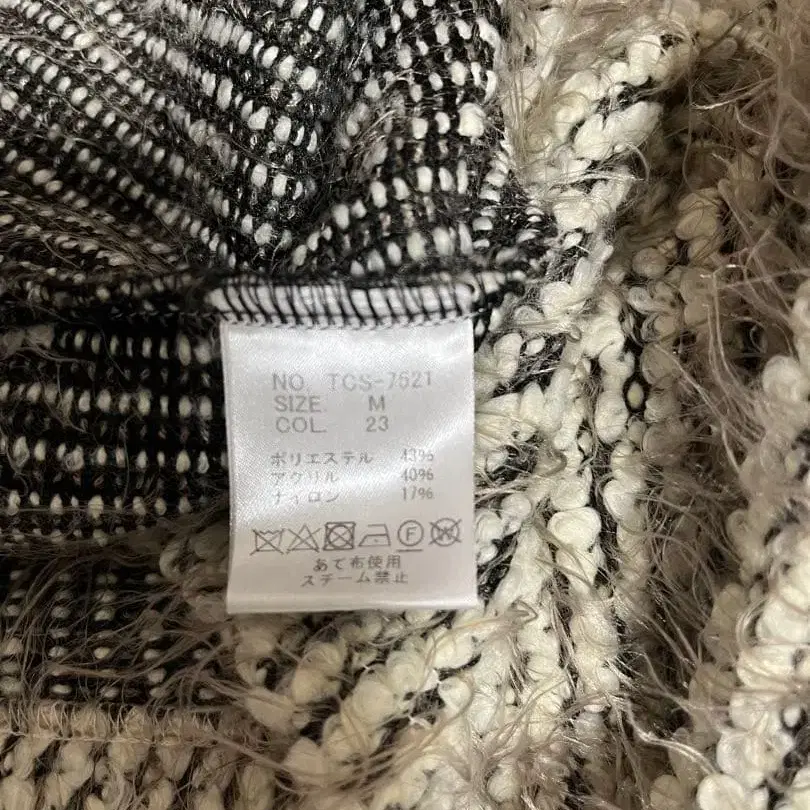 NO. TCS-7521
SIZE. M
COL. 23
ポリエステル 43%
アクリル 40%
ナイロン 17%
あて布使用
スチーム禁止